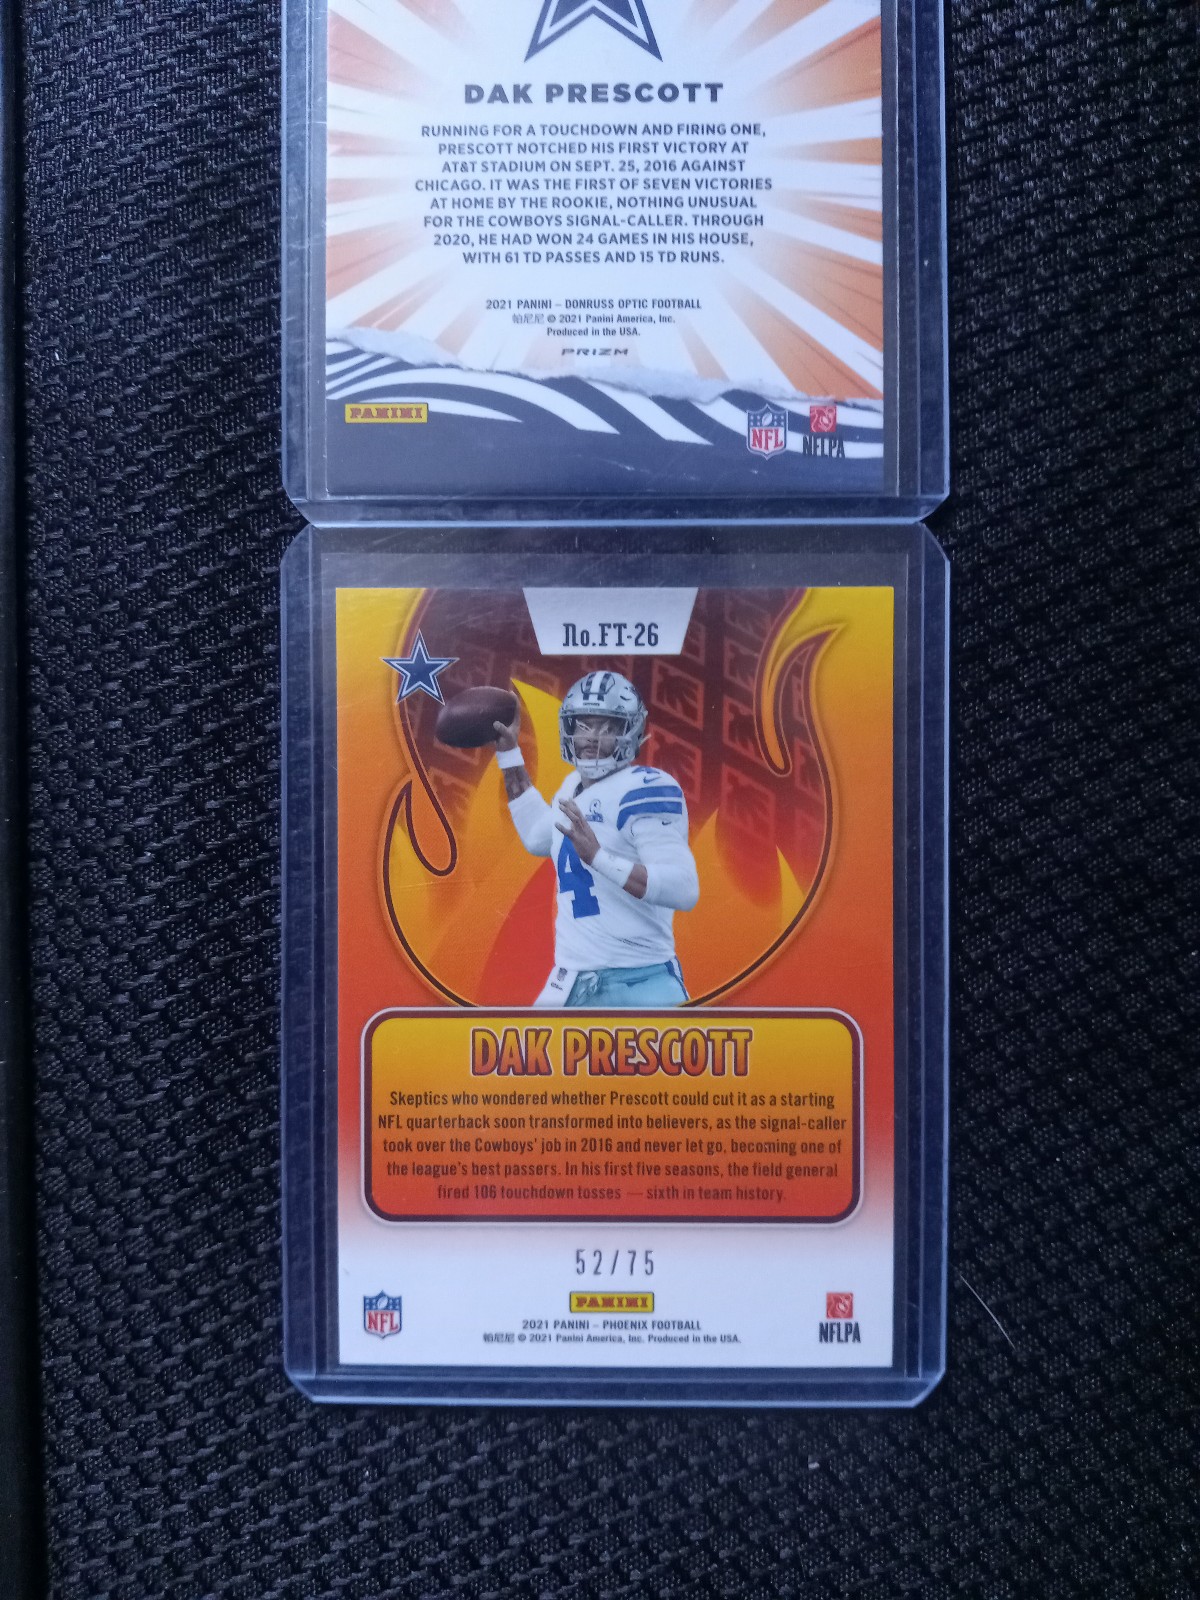 DAK PRESCOTT
RUNNING FOR A TOUCHDOWN AND FIRING ONE,
PRESCOTT NOTCHED HIS FIRST VICTORY AT
AT&T STADIUM ON SEPT. 25, 2016 AGAINST
CHICAGO. IT WAS THE FIRST OF SEVEN VICTORIES
AT HOME BY THE ROOKIE, NOTHING UNUSUAL
FOR THE COWBOYS SIGNAL-CALLER. THROUGH
2020, HE HAD WON 24 GAMES IN HIS HOUSE,
WITH 61 TD PASSES AND 15 TD RUNS.
2021 PANINI – DONRUSS OPTIC FOOTBALL
帕尼尼 © 2021 Panini America, Inc.
Produced in the USA.
PRIZM
PANINI
NFL
NFLPA
No.FT-26
4
4
DAK PRESCOTT
Skeptics who wondered whether Prescott could cut it as a starting
NFL quarterback soon transformed into believers, as the signal-caller
took over the Cowboys' job in 2016 and never let go, becoming one of
the league's best passers. In his first five seasons, the field general
fired 106 touchdown tosses — sixth in team history.
52/75
PANINI
NFL
2021 PANINI – PHOENIX FOOTBALL
帕尼尼 © 2021 Panini America, Inc. Produced in the USA.
NFLPA